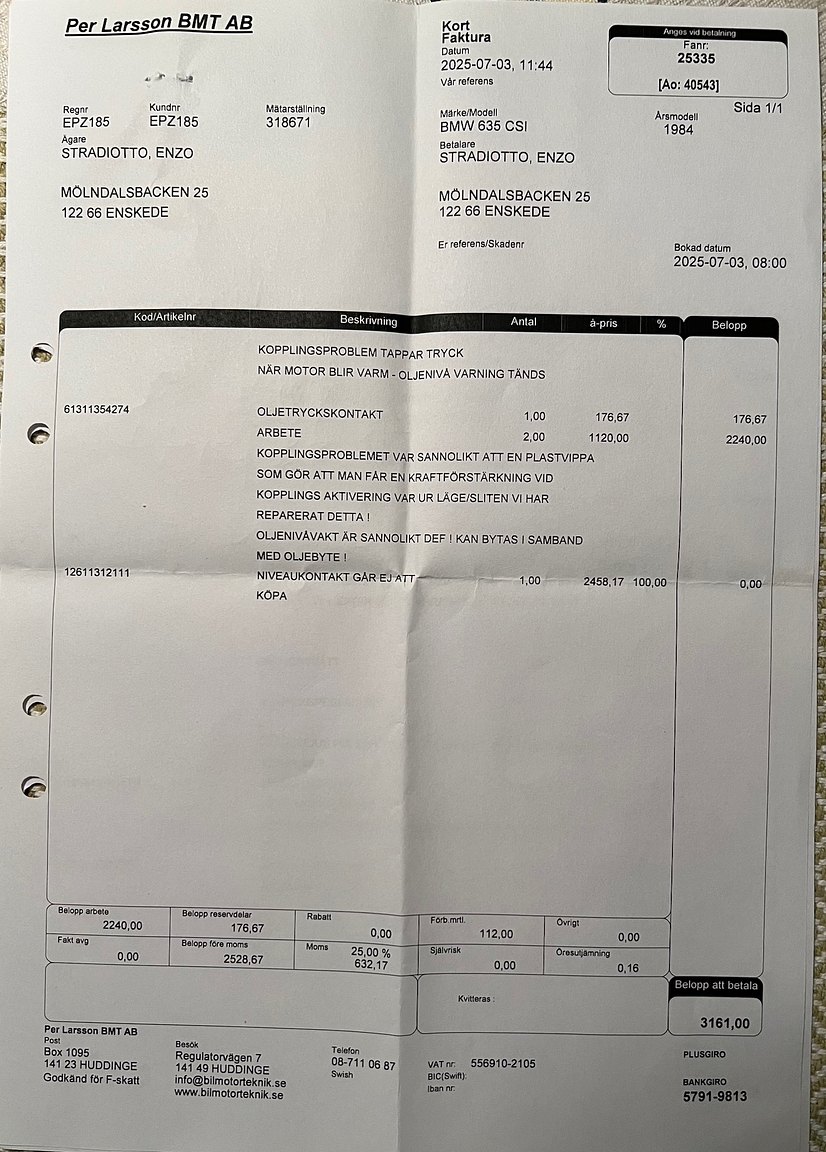 Per Larsson BMT AB
Kort
Faktura
Datum
2025-07-03, 11:44
Vår referens
Anges vid betalning
Fanr:
25335
[Ao: 40543]
Sida 1/1
Regnr Kundnr Mätarställning
EPZ185 EPZ185 318671
Ägare
STRADIOTTO, ENZO
MÖLNDALSBACKEN 25
122 66 ENSKEDE
Märke/Modell Årsmodell
BMW 635 CSI 1984
Betalare
STRADIOTTO, ENZO
MÖLNDALSBACKEN 25
122 66 ENSKEDE
Er referens/Skadenr
Bokad datum
2025-07-03, 08:00
Kod/Artikelnr Beskrivning Antal à-pris % Belopp
KOPPLINGSPROBLEM TAPPAR TRYCK
NÄR MOTOR BLIR VARM - OLJENIVÅ VARNING TÄNDS
61311354274 OLJETRYCKSKONTAKT 1,00 176,67 176,67
ARBETE 2,00 1120,00 2240,00
KOPPLINGSPROBLEMET VAR SANNOLIKT ATT EN PLASTVIPPA
SOM GÖR ATT MAN FÅR EN KRAFTFÖRSTÄRKNING VID
KOPPLINGS AKTIVERING VAR UR LÄGE/SLITEN VI HAR
REPARERAT DETTA !
OLJENIVÅVAKT ÄR SANNOLIKT DEF ! KAN BYTAS I SAMBAND
MED OLJEBYTE !
12611312111 NIVEAUKONTAKT GÅR EJ ATT 1,00 2458,17 100,00 0,00
KÖPA
Belopp arbete Belopp reservdelar Rabatt Förb.mrtl. Övrigt
2240,00 176,67 0,00 112,00 0,00
Fakt avg Belopp före moms Moms 25,00 % Självrisk Öresutjämning
0,00 2528,67 632,17 0,00 0,16
Kvitteras :
Belopp att betala
3161,00
Per Larsson BMT AB
Post
Box 1095
141 23 HUDDINGE
Godkänd för F-skatt
Besök
Regulatorvägen 7
141 49 HUDDINGE
info@bilmotorteknik.se
www.bilmotorteknik.se
Telefon
08-711 06 87
Swish
VAT nr: 556910-2105
BIC(Swift):
Iban nr:
PLUSGIRO
BANKGIRO
5791-9813